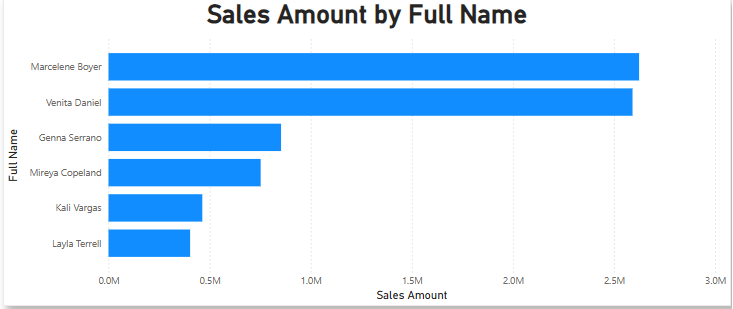 Sales Amount by Full Name
Full Name
Marcelene Boyer
Venita Daniel
Genna Serrano
Mireya Copeland
Kali Vargas
Layla Terrell
0.0M 0.5M 1.0M 1.5M 2.0M 2.5M 3.0M
Sales Amount